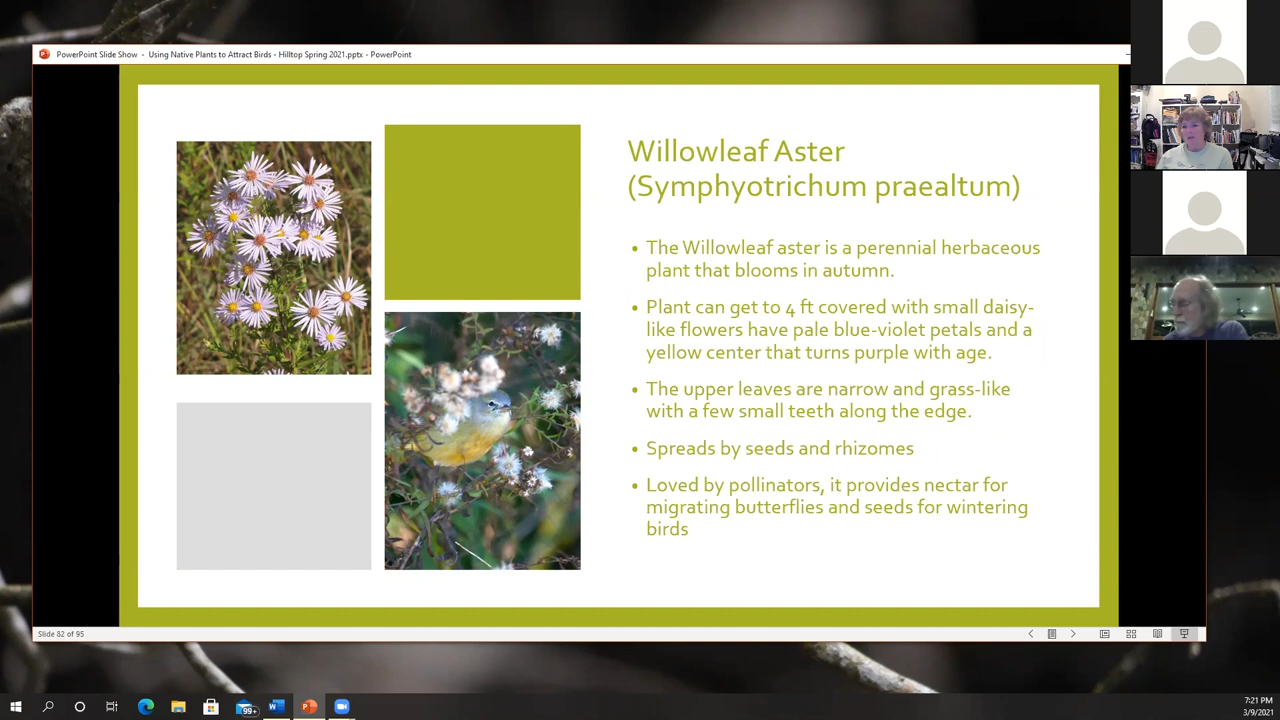 PowerPoint Slide Show - Using Native Plants to Attract Birds - Hilltop Spring 2021.pptx - PowerPoint
Willowleaf Aster
(Symphyotrichum praealtum)
• The Willowleaf aster is a perennial herbaceous
plant that blooms in autumn.
• Plant can get to 4 ft covered with small daisy-
like flowers have pale blue-violet petals and a
yellow center that turns purple with age.
• The upper leaves are narrow and grass-like
with a few small teeth along the edge.
• Spreads by seeds and rhizomes
• Loved by pollinators, it provides nectar for
migrating butterflies and seeds for wintering
birds
Slide 82 of 95
99+
7:21 PM
3/9/2021